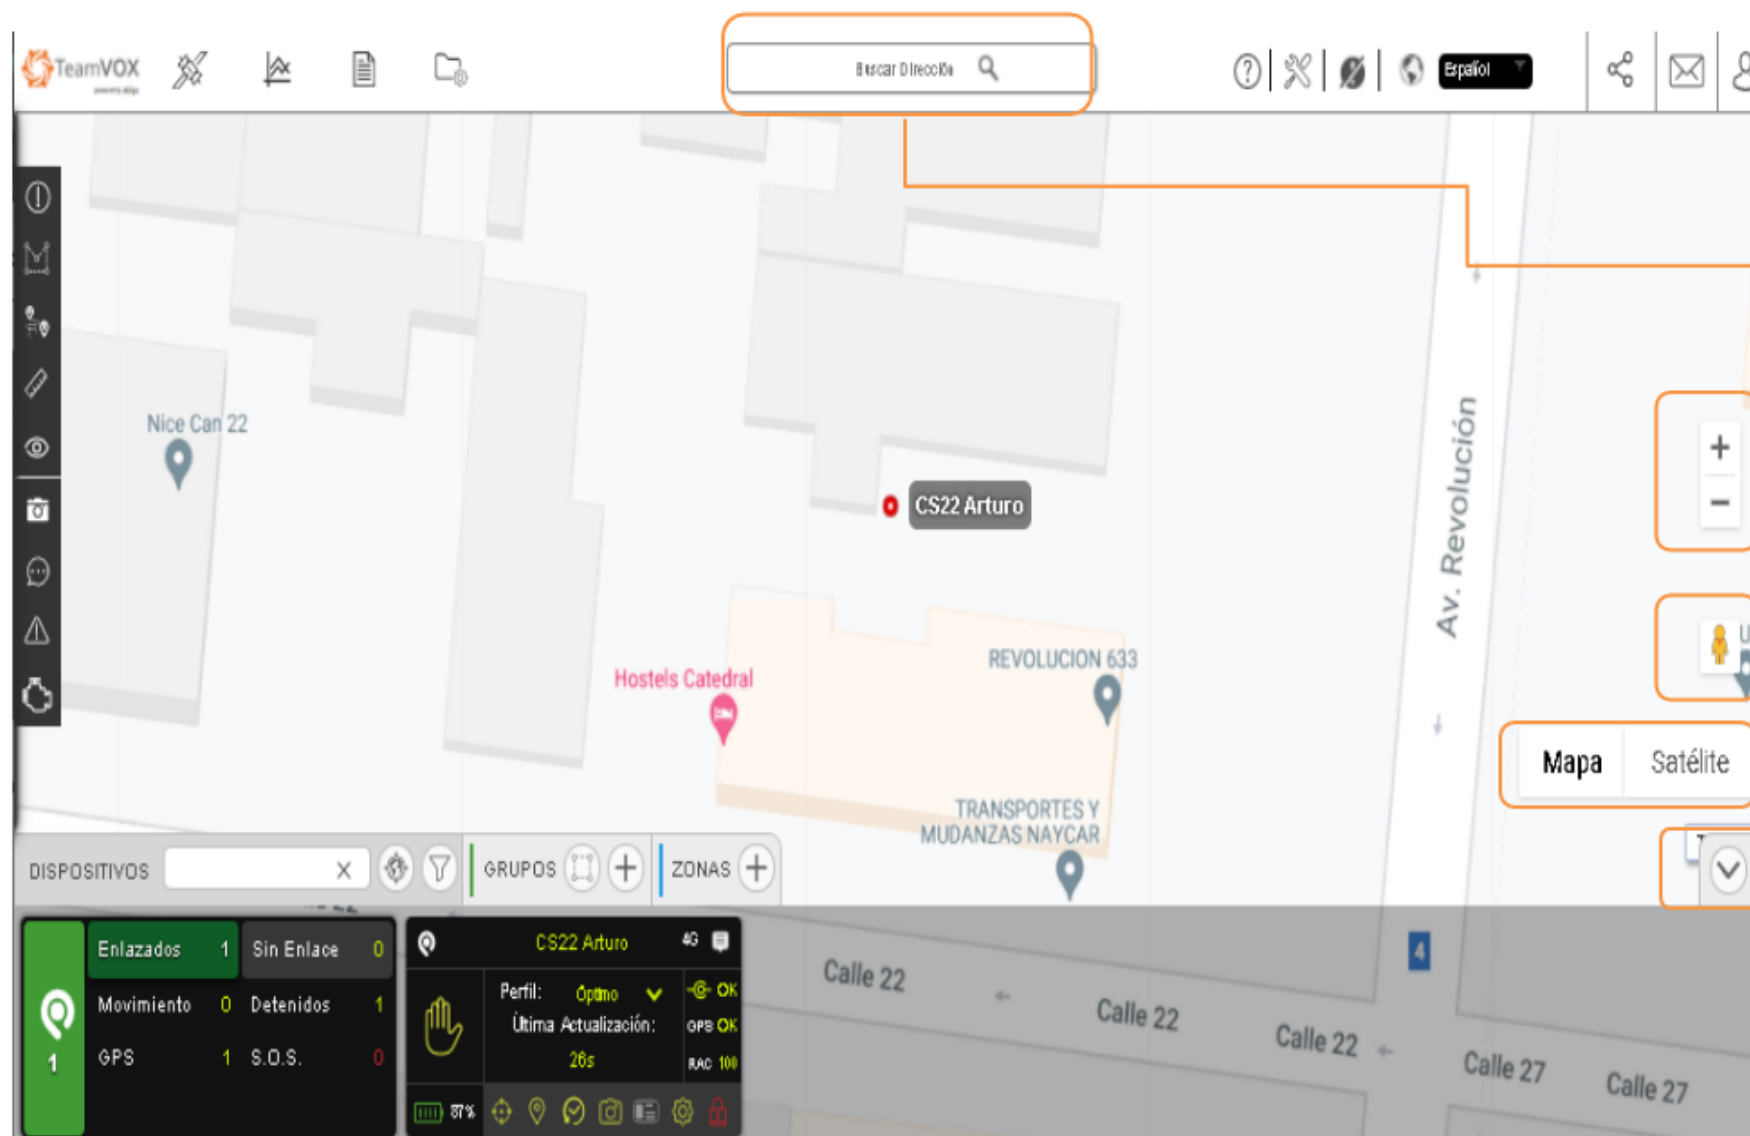 TeamVOX
Buscar Dirección
Español
Nice Can 22
CS22 Arturo
Av. Revolución
REVOLUCION 633
Hostels Catedral
Mapa
Satélite
TRANSPORTES Y
MUDANZAS NAYCAR
DISPOSITIVOS
GRUPOS
ZONAS
Enlazados 1
Sin Enlace 0
Movimiento 0
Detenidos 1
GPS 1
S.O.S. 0
1
CS22 Arturo
4G
Perfil: Óptimo
OK
Última Actualización:
GPS OK
26s
RAC 100
87%
Calle 22
Calle 22
Calle 22
4
Calle 27
Calle 27